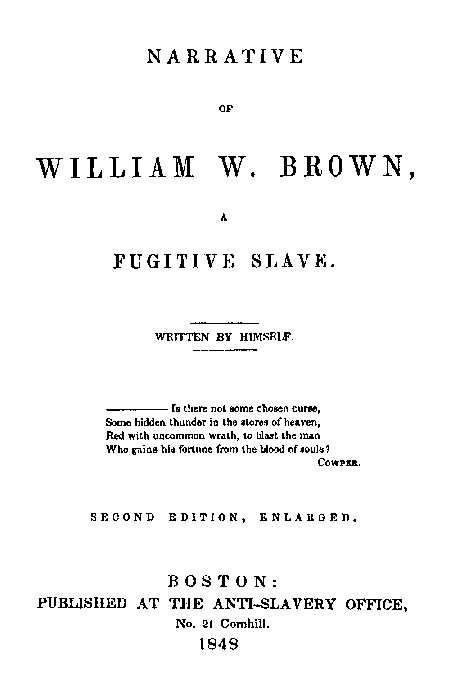 NARRATIVE
OF
WILLIAM W. BROWN,
A
FUGITIVE SLAVE.
WRITTEN BY HIMSELF.
——— Is there not some chosen curse,
Some hidden thunder in the stores of heaven,
Red with uncommon wrath, to blast the man
Who gains his fortune from the blood of souls?
COWPER.
SECOND EDITION, ENLARGED.
BOSTON:
PUBLISHED AT THE ANTI-SLAVERY OFFICE,
No. 21 Cornhill.
1848